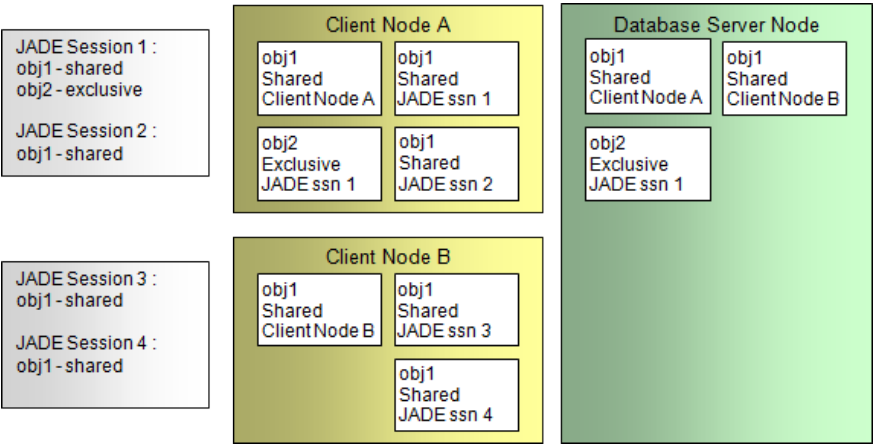 JADE Session 1 :
obj1 - shared
obj2 - exclusive
JADE Session 2 :
obj1 - shared
Client Node A
obj1
Shared
Client Node A
obj1
Shared
JADE ssn 1
obj2
Exclusive
JADE ssn 1
obj1
Shared
JADE ssn 2
Database Server Node
obj1
Shared
Client Node A
obj1
Shared
Client Node B
obj2
Exclusive
JADE ssn 1
JADE Session 3 :
obj1 - shared
JADE Session 4 :
obj1 - shared
Client Node B
obj1
Shared
Client Node B
obj1
Shared
JADE ssn 3
obj1
Shared
JADE ssn 4